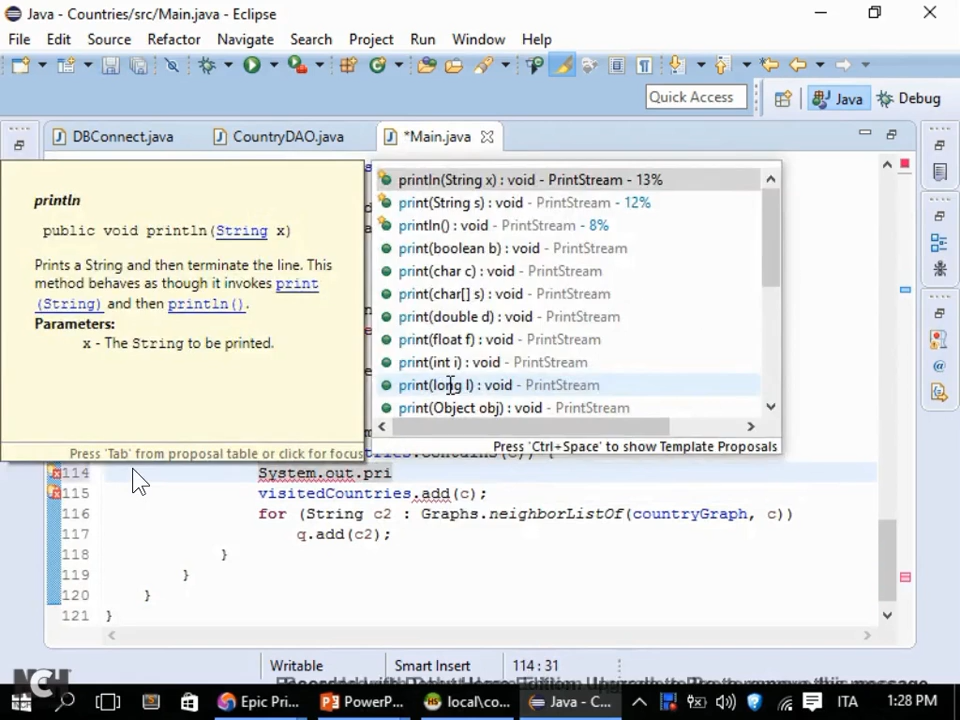 Java - Countries/src/Main.java - Eclipse
File Edit Source Refactor Navigate Search Project Run Window Help
Quick Access
Java
Debug
DBConnect.java
CountryDAO.java
*Main.java
println
public void println(String x)
Prints a String and then terminate the line. This
method behaves as though it invokes print
(String) and then println().
Parameters:
x - The String to be printed.
Press 'Tab' from proposal table or click for focus
println(String x) : void - PrintStream - 13%
print(String s) : void - PrintStream - 12%
println() : void - PrintStream - 8%
print(boolean b) : void - PrintStream
print(char c) : void - PrintStream
print(char[] s) : void - PrintStream
print(double d) : void - PrintStream
print(float f) : void - PrintStream
print(int i) : void - PrintStream
print(long l) : void - PrintStream
print(Object obj) : void - PrintStream
Press 'Ctrl+Space' to show Template Proposals
114 System.out.pri
115 visitedCountries.add(c);
116 for (String c2 : Graphs.neighborListOf(countryGraph, c))
117 q.add(c2);
118 }
119 }
120 }
121 }
Writable
Smart Insert
114 : 31
NCH
Epic Pri...
PowerP...
local\co...
Java - C...
ITA
1:28 PM